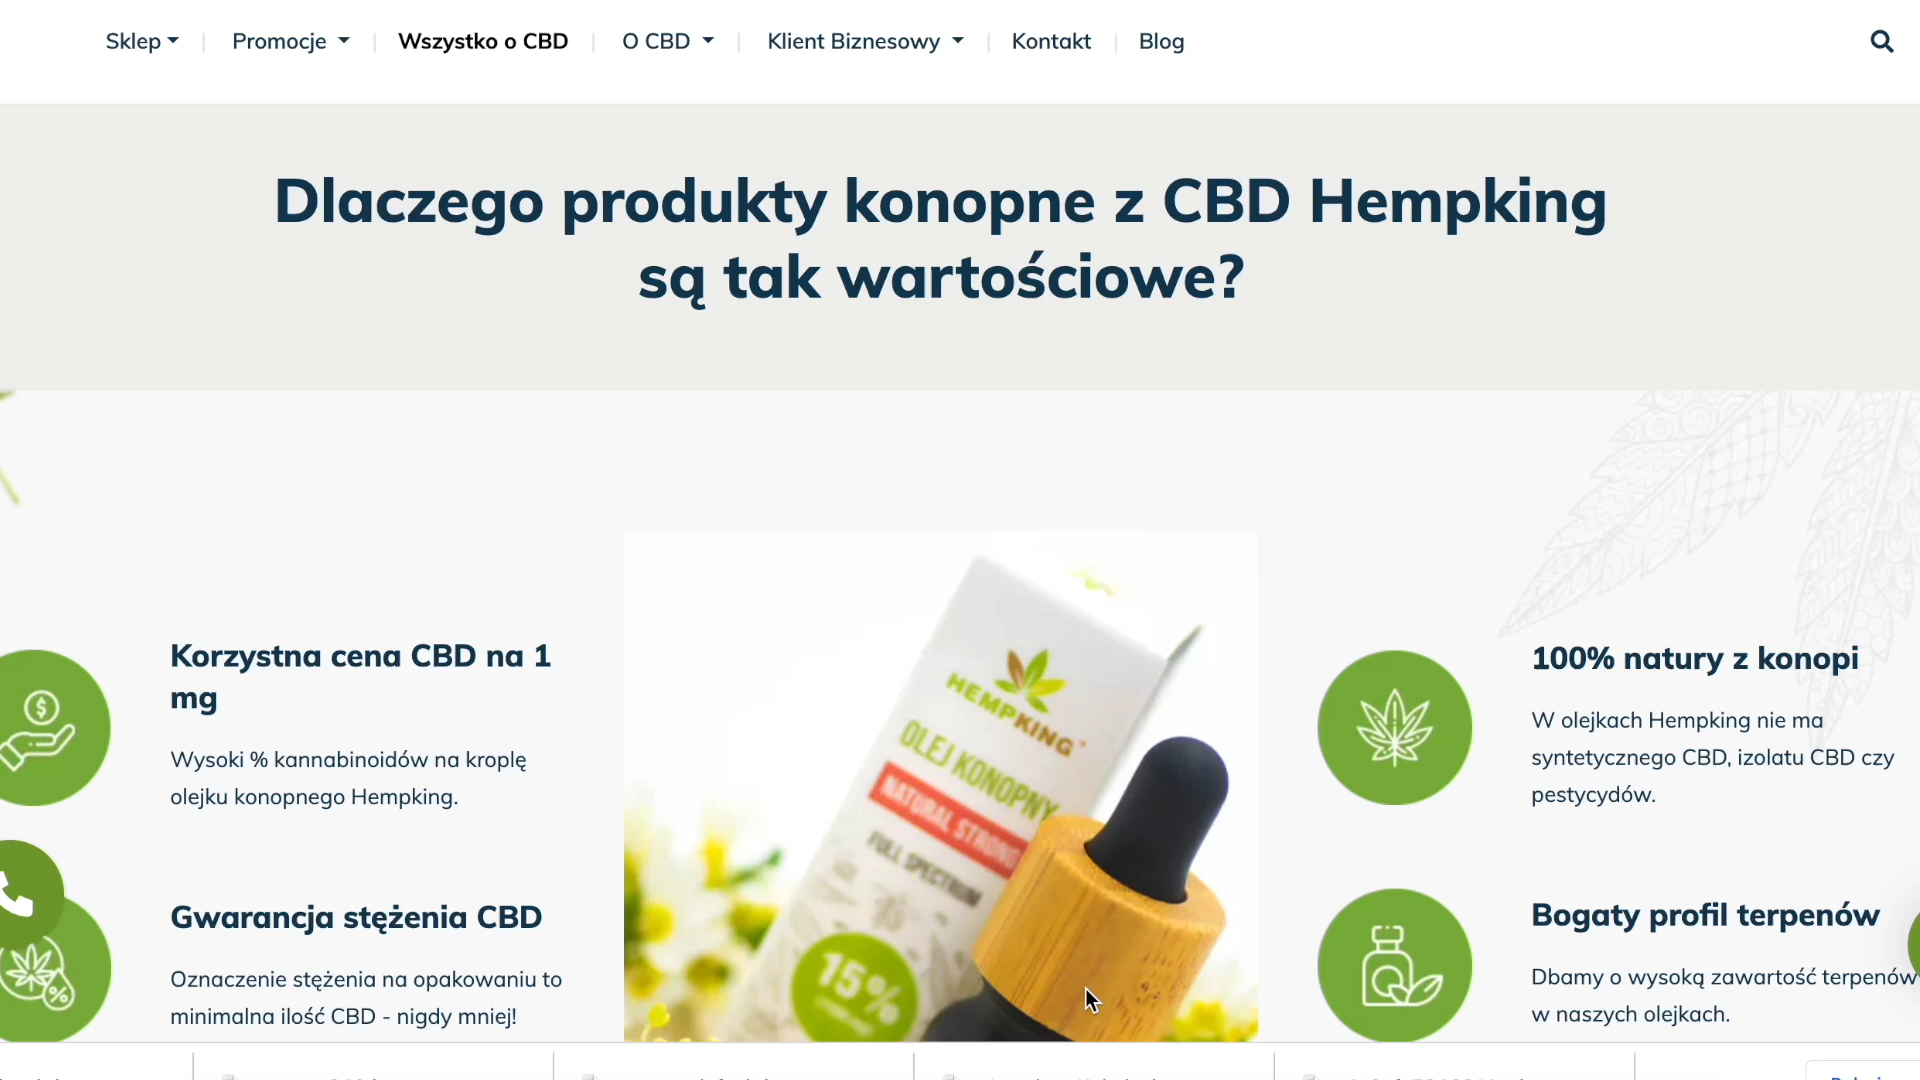 Sklep
Promocje
Wszystko o CBD
O CBD
Klient Biznesowy
Kontakt
Blog
Dlaczego produkty konopne z CBD Hempking
są tak wartościowe?
Korzystna cena CBD na 1
mg
Wysoki % kannabinoidów na kroplę
olejku konopnego Hempking.
Gwarancja stężenia CBD
Oznaczenie stężenia na opakowaniu to
minimalna ilość CBD - nigdy mniej!
HEMPKING
OLEJ KONOPNY
NATURAL STRONG
FULL SPECTRUM
15%
100% natury z konopi
W olejkach Hempking nie ma
syntetycznego CBD, izolatu CBD czy
pestycydów.
Bogaty profil terpenów
Dbamy o wysoką zawartość terpenów
w naszych olejkach.